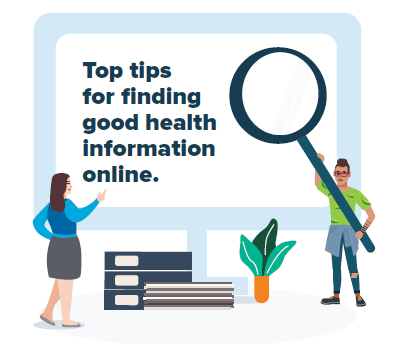 Top tips
for finding
good health
information
online.